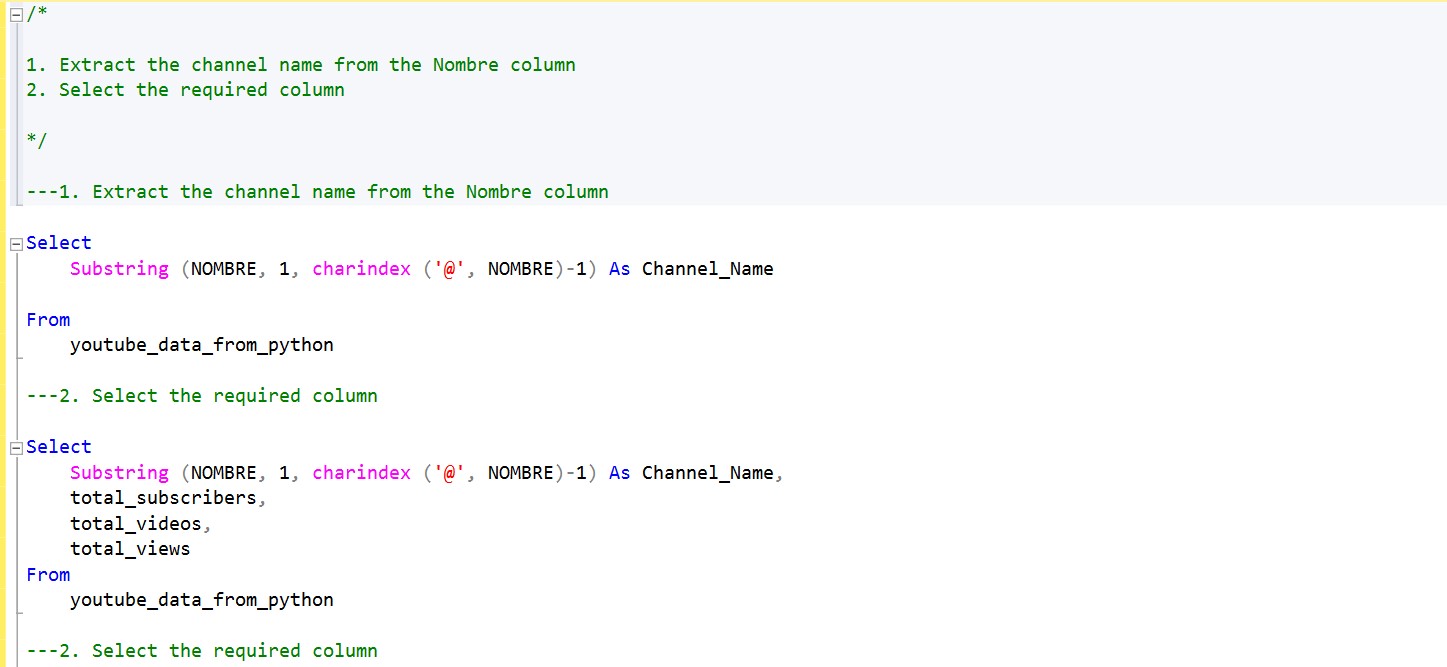 /*
1. Extract the channel name from the Nombre column
2. Select the required column
*/
---1. Extract the channel name from the Nombre column
Select
Substring (NOMBRE, 1, charindex ('@', NOMBRE)-1) As Channel_Name
From
youtube_data_from_python
---2. Select the required column
Select
Substring (NOMBRE, 1, charindex ('@', NOMBRE)-1) As Channel_Name,
total_subscribers,
total_videos,
total_views
From
youtube_data_from_python
---2. Select the required column